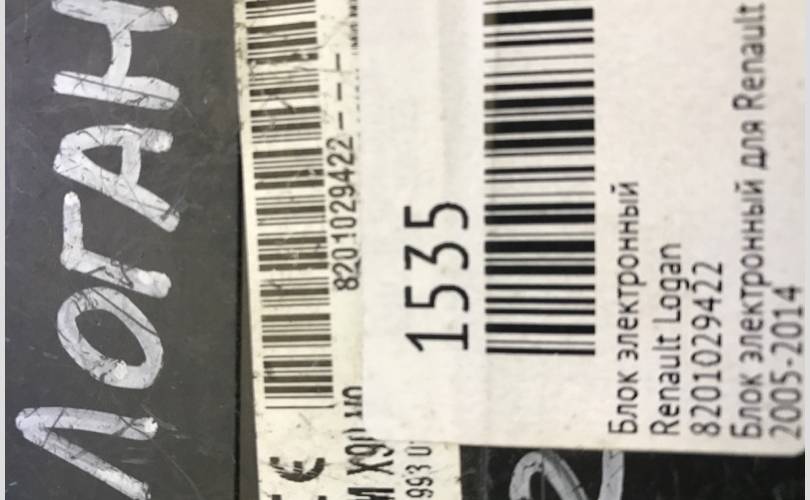 ЛОГАН
8201029422---
1535
Блок электронный
Renault Logan
8201029422
Блок электронный для Renault
2005-2014